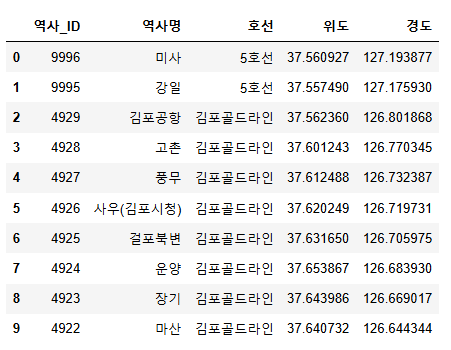 역사_ID 역사명 호선 위도 경도
0 9996 미사 5호선 37.560927 127.193877
1 9995 강일 5호선 37.557490 127.175930
2 4929 김포공항 김포골드라인 37.562360 126.801868
3 4928 고촌 김포골드라인 37.601243 126.770345
4 4927 풍무 김포골드라인 37.612488 126.732387
5 4926 사우(김포시청) 김포골드라인 37.620249 126.719731
6 4925 걸포북변 김포골드라인 37.631650 126.705975
7 4924 운양 김포골드라인 37.653867 126.683930
8 4923 장기 김포골드라인 37.643986 126.669017
9 4922 마산 김포골드라인 37.640732 126.644344